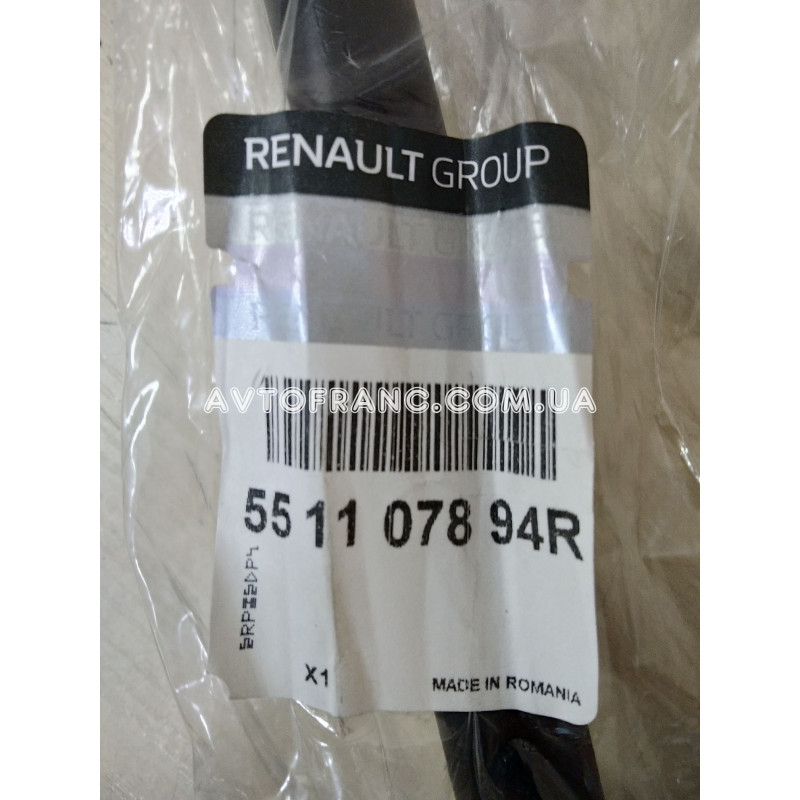 RENAULT GROUP
AVTOFRANC.COM.UA
55 11 078 94R
X1
MADE IN ROMANIA